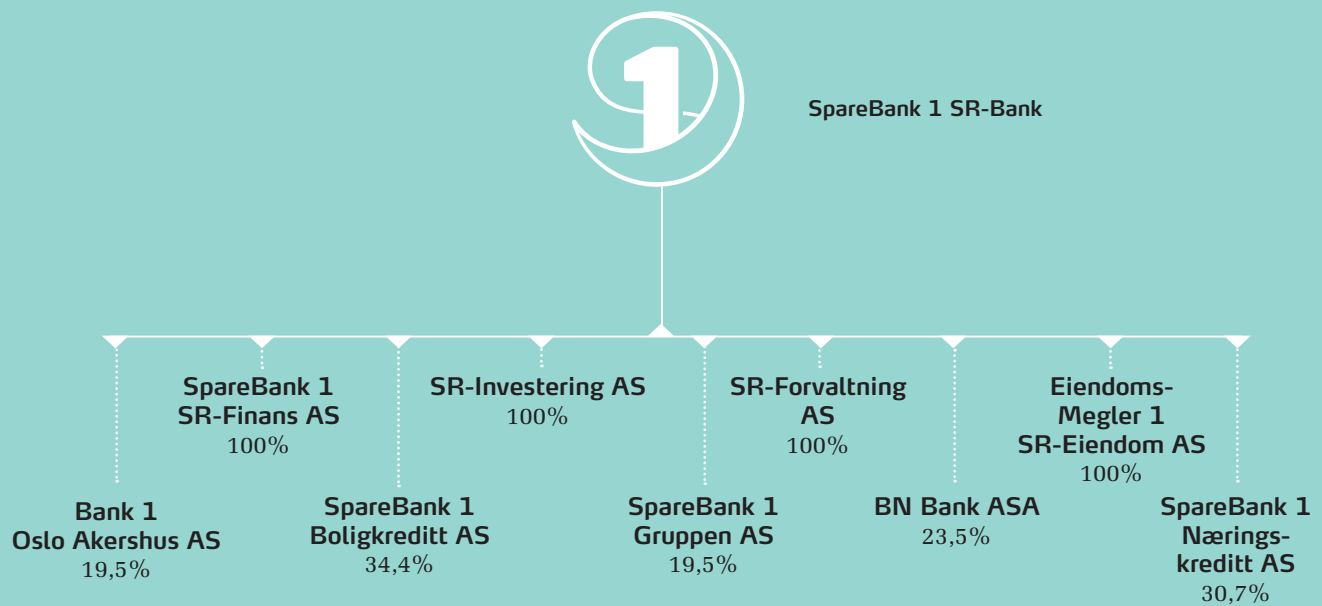 1
SpareBank 1 SR-Bank
SpareBank 1
SR-Finans AS
100%
SR-Investering AS
100%
SR-Forvaltning
AS
100%
Eiendoms-
Megler 1
SR-Eiendom AS
100%
Bank 1
Oslo Akershus AS
19,5%
SpareBank 1
Boligkreditt AS
34,4%
SpareBank 1
Gruppen AS
19,5%
BN Bank ASA
23,5%
SpareBank 1
Nærings-
kreditt AS
30,7%